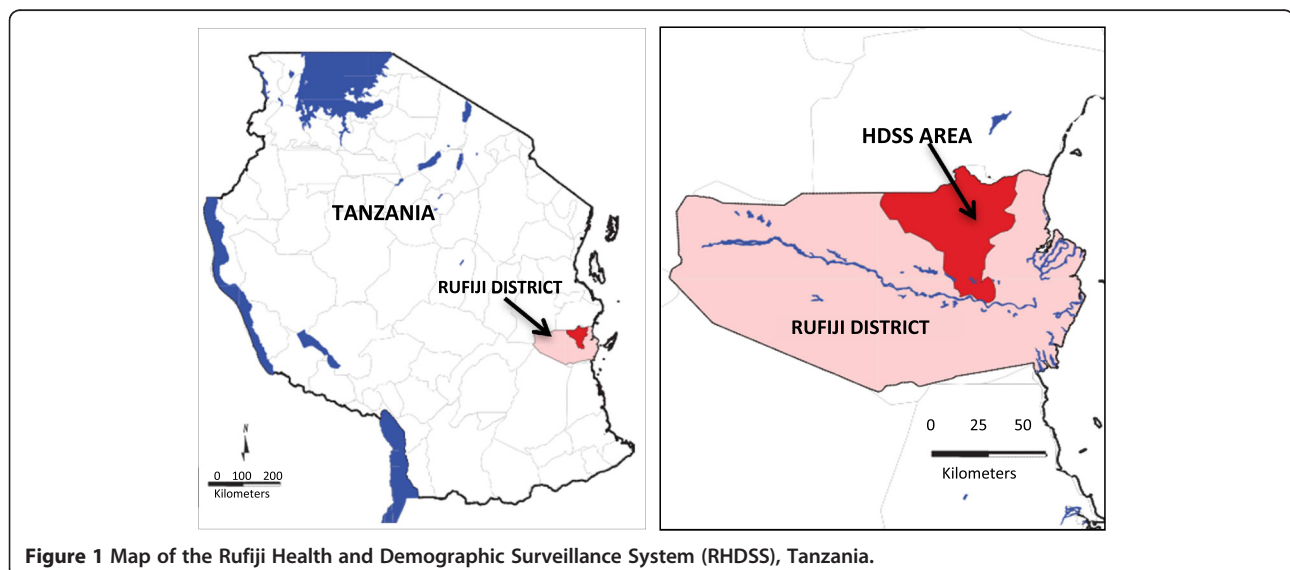 TANZANIA
RUFIJI DISTRICT
N
0 100 200
Kilometers
HDSS AREA
RUFIJI DISTRICT
0 25 50
Kilometers
Figure 1 Map of the Rufiji Health and Demographic Surveillance System (RHDSS), Tanzania.